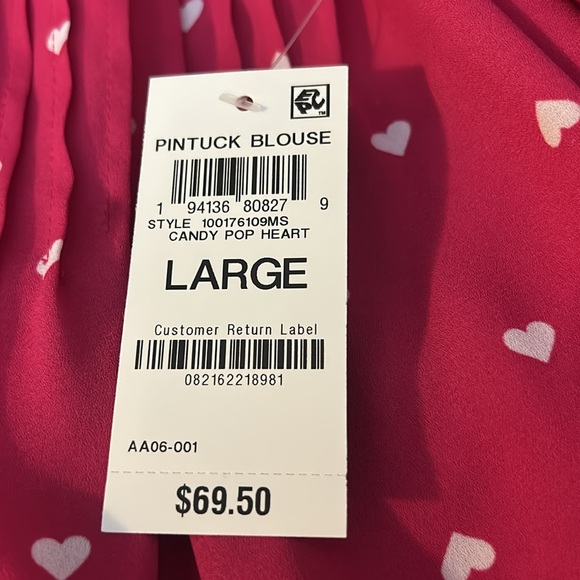 EPC™
PINTUCK BLOUSE
1 94136 80827 9
STYLE 100176109MS
CANDY POP HEART
LARGE
Customer Return Label
082162218981
AA06-001
$69.50